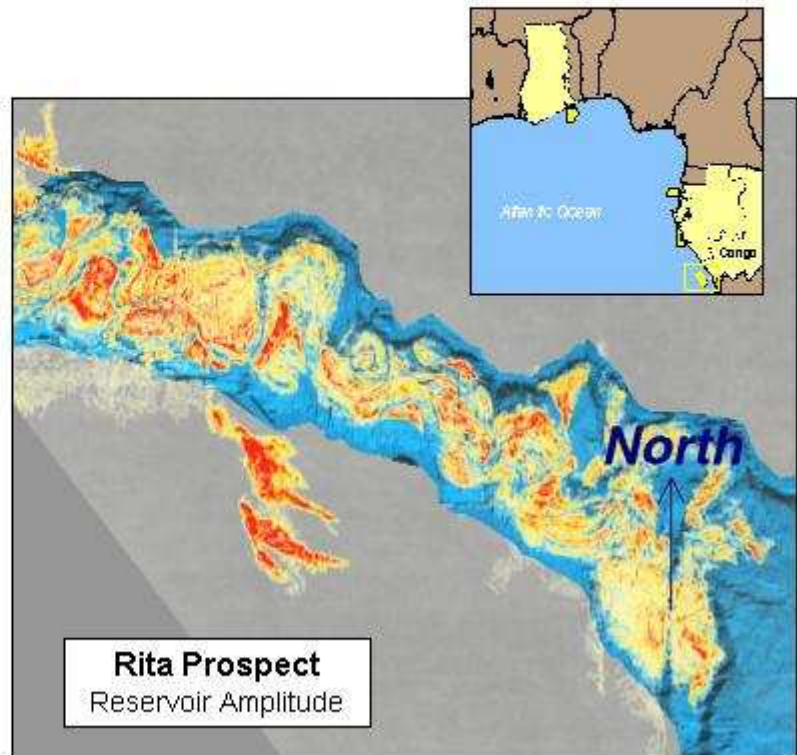 Atlantic Ocean
Congo
North
Rita Prospect
Reservoir Amplitude